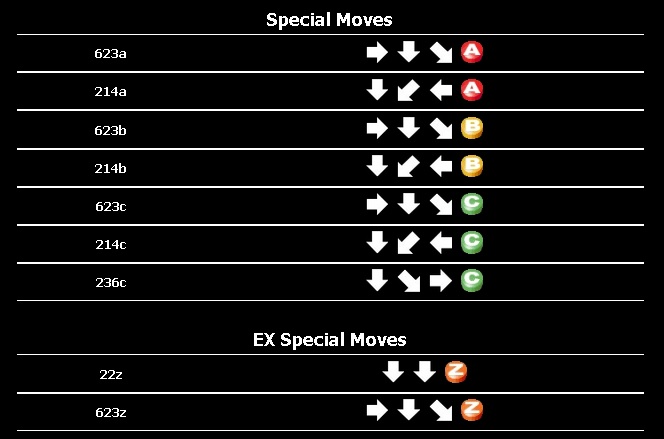 Special Moves
623a → ↓ ↘ A
214a ↓ ↙ ← A
623b → ↓ ↘ B
214b ↓ ↙ ← B
623c → ↓ ↘ C
214c ↓ ↙ ← C
236c ↓ ↘ → C
EX Special Moves
22z ↓ ↓ Z
623z → ↓ ↘ Z